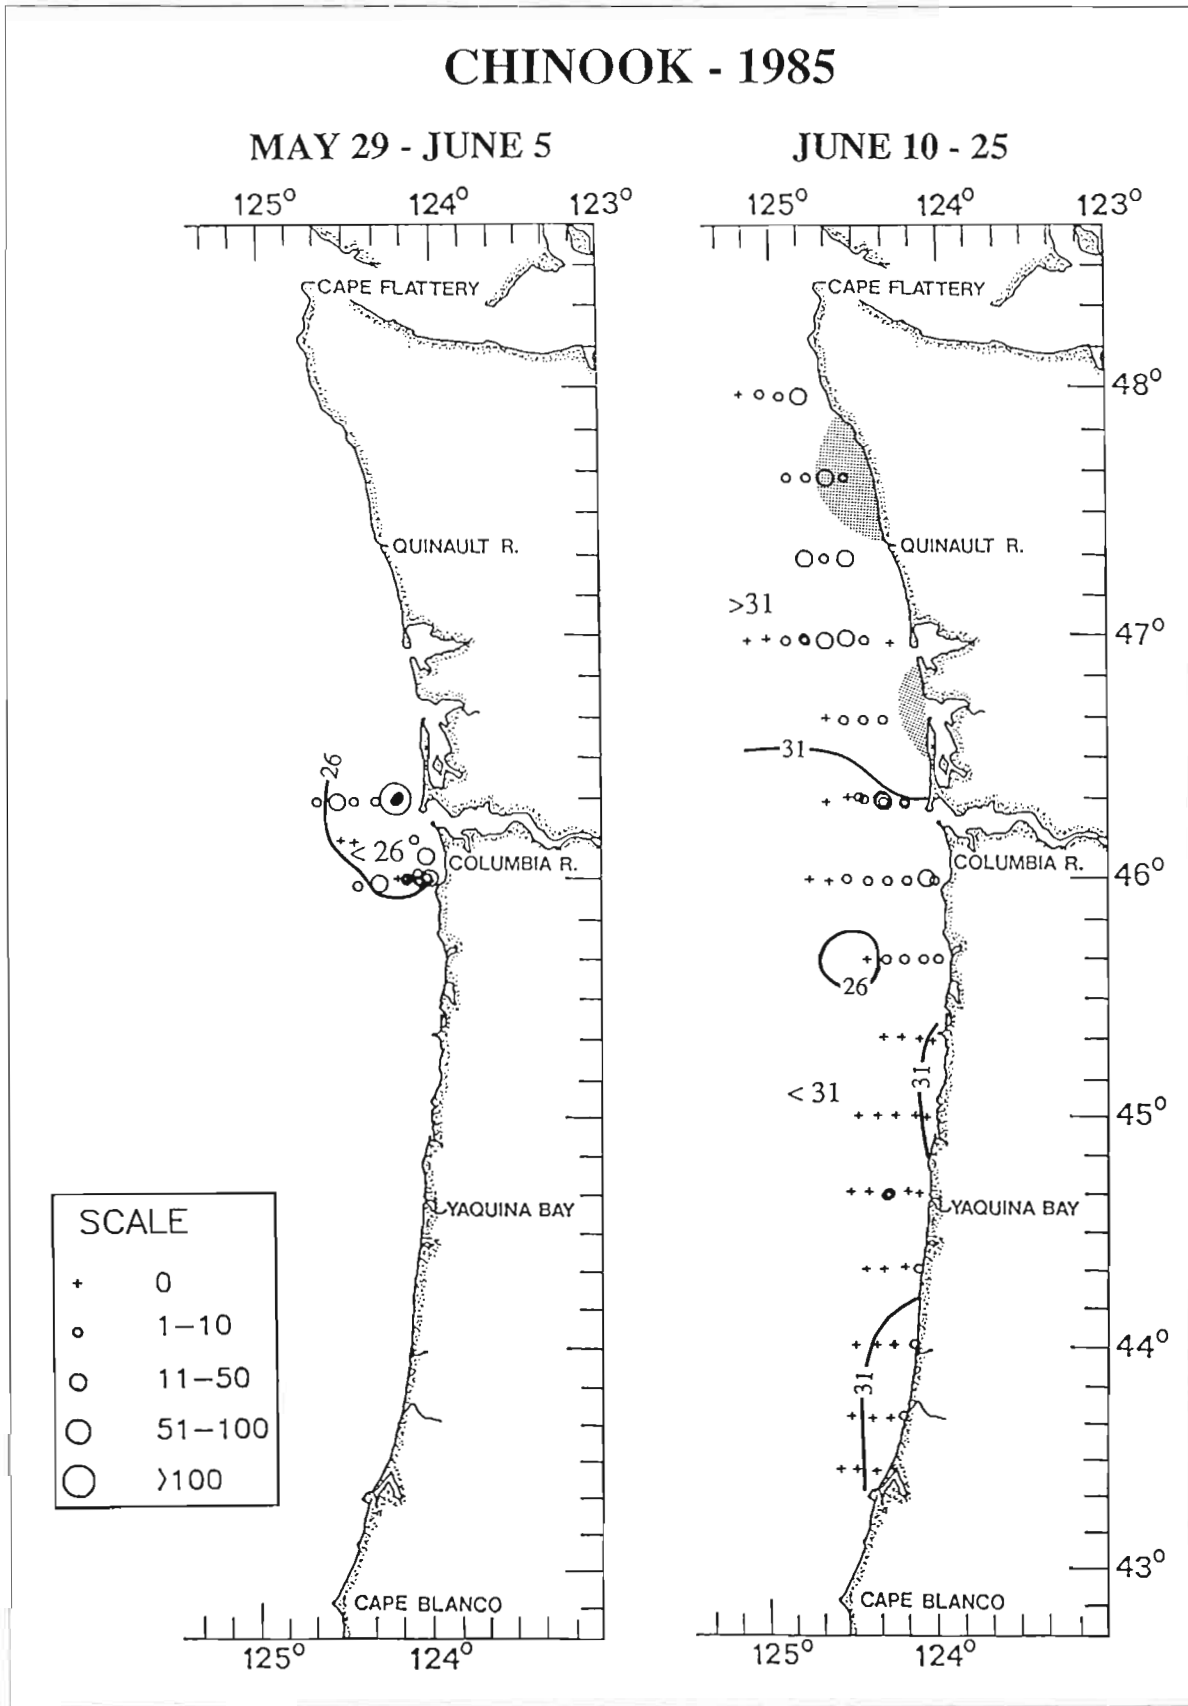 CHINOOK - 1985
MAY 29 - JUNE 5
125° 124° 123°
CAPE FLATTERY
QUINAULT R.
26
< 26
COLUMBIA R.
YAQUINA BAY
CAPE BLANCO
125° 124°
SCALE
+ 0
1-10
11-50
51-100
>100
JUNE 10 - 25
125° 124° 123°
CAPE FLATTERY
48°
QUINAULT R.
>31
47°
31
COLUMBIA R.
46°
26
31
< 31
45°
YAQUINA BAY
44°
31
43°
CAPE BLANCO
125° 124°